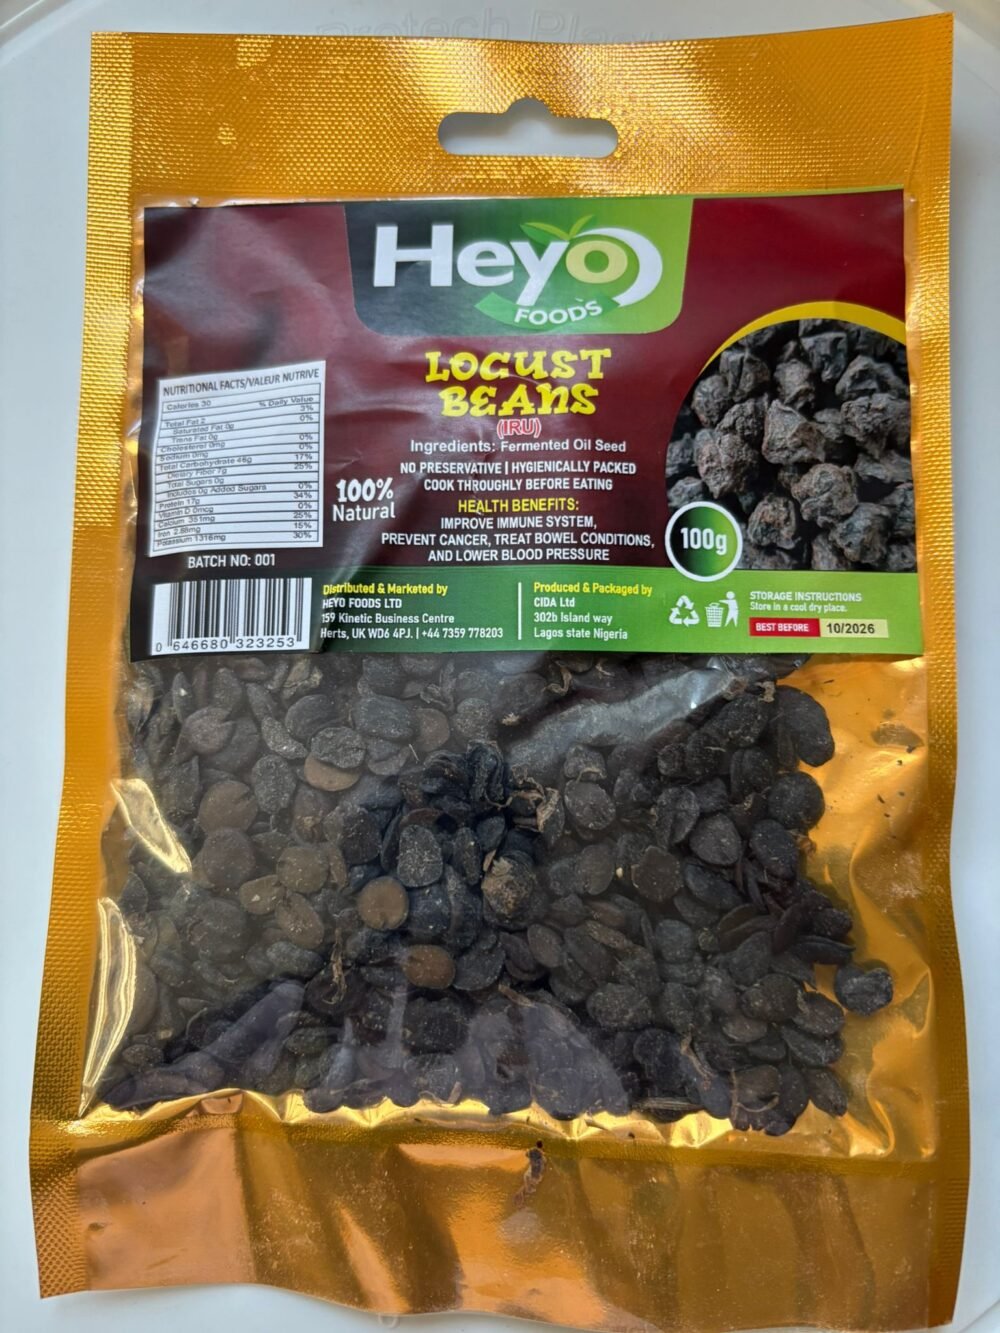 Protech Pla
Heyo
FOODS
LOCUST
BEANS
(IRU)
Ingredients: Fermented Oil Seed
NO PRESERVATIVE | HYGIENICALLY PACKED
COOK THROUGHLY BEFORE EATING
100%
Natural
HEALTH BENEFITS:
IMPROVE IMMUNE SYSTEM,
PREVENT CANCER, TREAT BOWEL CONDITIONS,
AND LOWER BLOOD PRESSURE
100g
NUTRITIONAL FACTS/VALEUR NUTRIVE
Calories 30
% Daily Value
Total Fat 2 3%
Saturated Fat 0g 0%
Trans Fat 0g
Cholesterol 0mg 0%
Sodium 0mg 0%
Total Carbohydrate 46g 17%
Dietary Fiber 7g 25%
Total Sugars 0g
Includes 0g Added Sugars 0%
Protein 17g 34%
Vitamin D 0mcg 0%
Calcium 351mg 25%
Iron 2.88mg 15%
Potassium 1316mg 30%
BATCH NO: 001
0 646680 323253
Distributed & Marketed by
HEYO FOODS LTD
159 Kinetic Business Centre
Herts, UK WD6 4PJ. | +44 7359 778203
Produced & Packaged by
CIDA Ltd
302b Island way
Lagos state Nigeria
STORAGE INSTRUCTIONS
Store in a cool dry place.
BEST BEFORE 10/2026